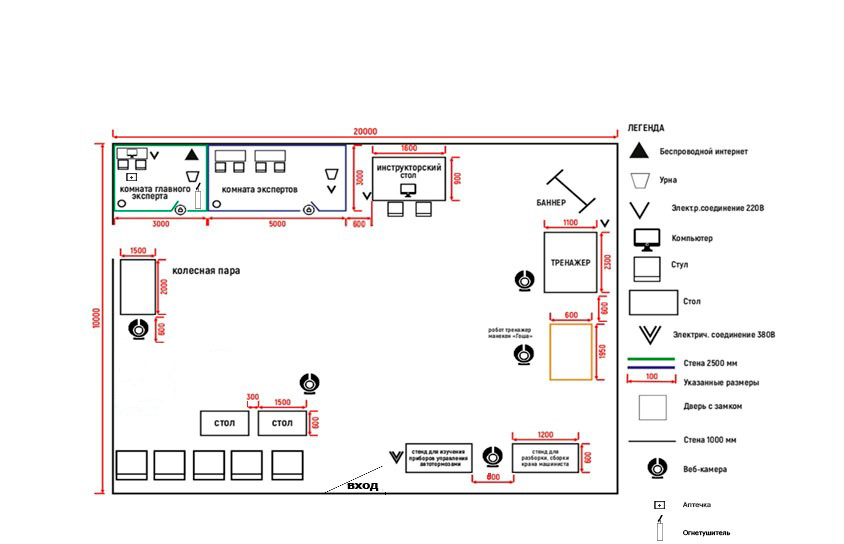 20000
ЛЕГЕНДА
Беспроводной интернет
Урна
Электр.соединение 220В
Компьютер
Стул
Стол
Электрич. соединение 380В
Стена 2500 мм
100
Указанные размеры
Дверь с замком
Стена 1000 мм
Веб-камера
Аптечка
Огнетушитель
10000
комната главного
эксперта
3000
комната экспертов
5000
3000
600
1600
инструкторский
стол
900
БАННЕР
1100
ТРЕНАЖЕР
2300
600
1500
2000
600
колесная пара
робот тренажер
манекен «Гоша»
600
1950
300
1500
стол
стол
600
вход
стенд для изучения
приборов управления
автотормозами
800
1200
стенд для
разборки, сборки
крана машиниста
600